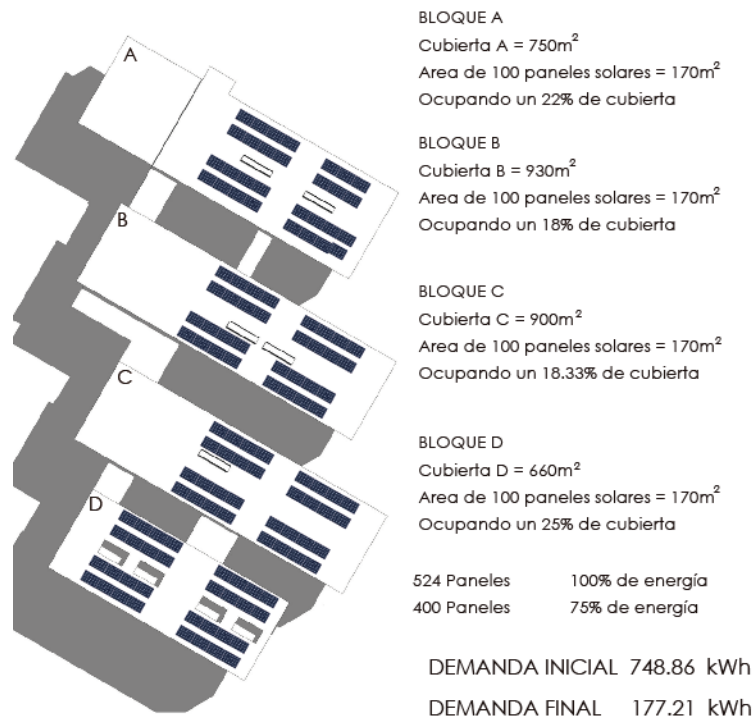 A
B
C
D
BLOQUE A
Cubierta A = 750m²
Area de 100 paneles solares = 170m²
Ocupando un 22% de cubierta
BLOQUE B
Cubierta B = 930m²
Area de 100 paneles solares = 170m²
Ocupando un 18% de cubierta
BLOQUE C
Cubierta C = 900m²
Area de 100 paneles solares = 170m²
Ocupando un 18.33% de cubierta
BLOQUE D
Cubierta D = 660m²
Area de 100 paneles solares = 170m²
Ocupando un 25% de cubierta
524 Paneles 100% de energía
400 Paneles 75% de energía
DEMANDA INICIAL 748.86 kWh
DEMANDA FINAL 177.21 kWh